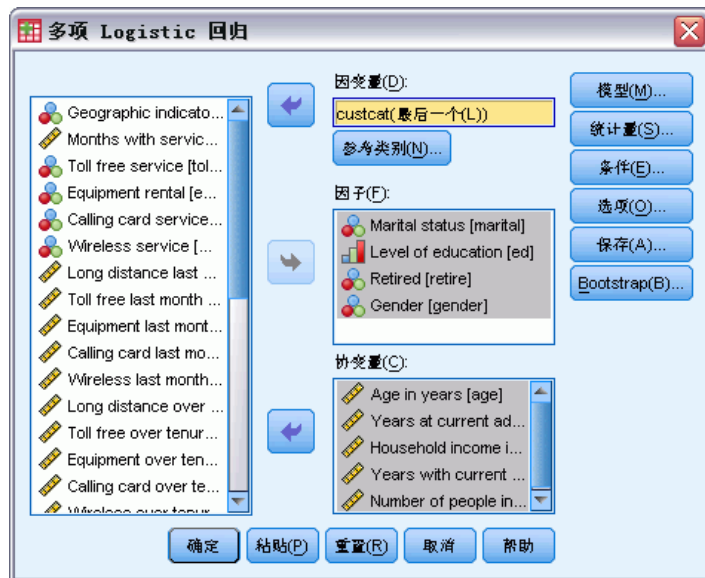 多项 Logistic 回归
Geographic indicato...
Months with servic...
Toll free service [tol...
Equipment rental [e...
Calling card service...
Wireless service [...
Long distance last ...
Toll free last month ...
Equipment last mont...
Calling card last mo...
Wireless last month...
Long distance over ...
Toll free over tenur...
Equipment over ten...
Calling card over te...
Wireless over tenur...
因变量(D):
custcat(最后一个(L))
参考类别(N)...
因子(F):
Marital status [marital]
Level of education [ed]
Retired [retire]
Gender [gender]
协变量(C):
Age in years [age]
Years at current ad...
Household income i...
Years with current ...
Number of people in...
模型(M)...
统计量(S)...
条件(E)...
选项(O)...
保存(A)...
Bootstrap(B)...
确定
粘贴(P)
重置(R)
取消
帮助